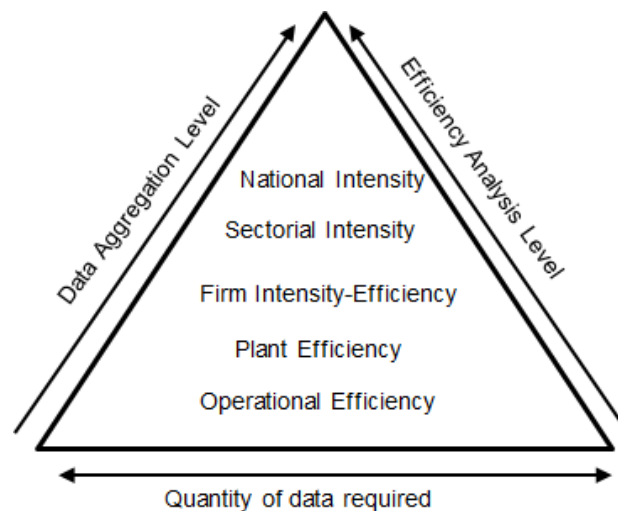 Data Aggregation Level
Efficiency Analysis Level
National Intensity
Sectorial Intensity
Firm Intensity-Efficiency
Plant Efficiency
Operational Efficiency
Quantity of data required